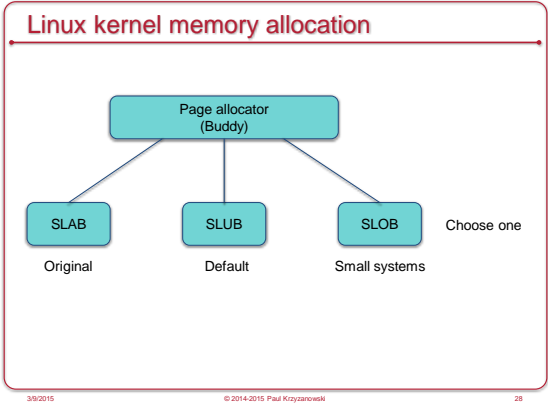 Linux kernel memory allocation
Page allocator
(Buddy)
SLAB
SLUB
SLOB
Choose one
Original
Default
Small systems
3/9/2015
© 2014-2015 Paul Krzyzanowski
28